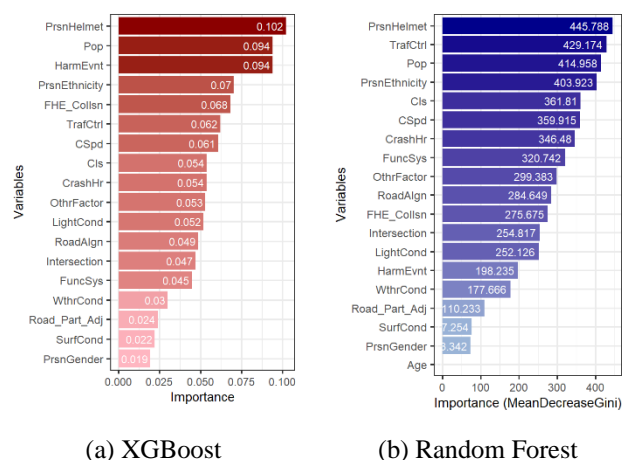 PrsnHelmet 0.102
Pop 0.094
HarmEvnt 0.094
PrsnEthnicity 0.07
FHE_Collsn 0.068
TrafCtrl 0.062
CSpd 0.061
Cls 0.054
CrashHr 0.054
OthrFactor 0.053
LightCond 0.052
RoadAlgn 0.049
Intersection 0.047
FuncSys 0.045
WthrCond 0.03
Road_Part_Adj 0.024
SurfCond 0.022
PrsnGender 0.019
Variables
0.000 0.025 0.050 0.075 0.100
Importance
(a) XGBoost
PrsnHelmet 445.788
TrafCtrl 429.174
Pop 414.958
PrsnEthnicity 403.923
Cls 361.81
CSpd 359.915
CrashHr 346.48
FuncSys 320.742
OthrFactor 299.383
RoadAlgn 284.649
FHE_Collsn 275.675
Intersection 254.817
LightCond 252.126
HarmEvnt 198.235
WthrCond 177.666
Road_Part_Adj 110.233
SurfCond 7.254
PrsnGender 3.342
Age
Variables
0 100 200 300 400
Importance (MeanDecreaseGini)
(b) Random Forest